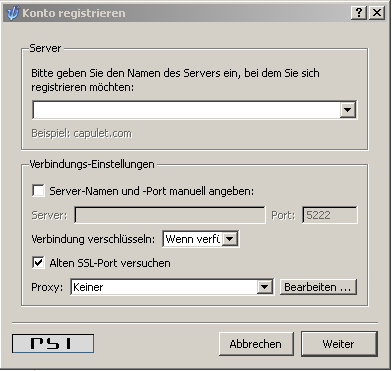 Konto registrieren
Server
Bitte geben Sie den Namen des Servers ein, bei dem Sie sich
registrieren möchten:
Beispiel: capulet.com
Verbindungs-Einstellungen
Server-Namen und -Port manuell angeben:
Server: Port: 5222
Verbindung verschlüsseln: Wenn verfü
Alten SSL-Port versuchen
Proxy: Keiner Bearbeiten ...
PSI Abbrechen Weiter